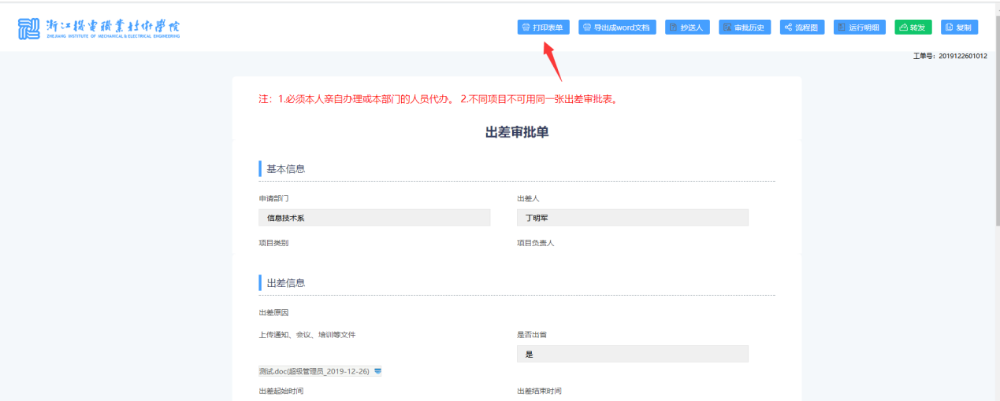 浙江機電職業技術學院
ZHEJIANG INSTITUTE OF MECHANICAL & ELECTRICAL ENGINEERING
打印表单 导出成word文档 抄送人 审批历史 流程图 运行明细 转发 复制
工单号：2019122601012
注：1.必须本人亲自办理或本部门的人员代办。 2.不同项目不可用同一张出差审批表。
出差审批单
基本信息
申请部门 出差人
信息技术系 丁明军
项目类别 项目负责人
出差信息
出差原因
上传通知、会议、培训等文件 是否出省
是
测试.doc(超级管理员_2019-12-26)
出差起始时间 出差结束时间